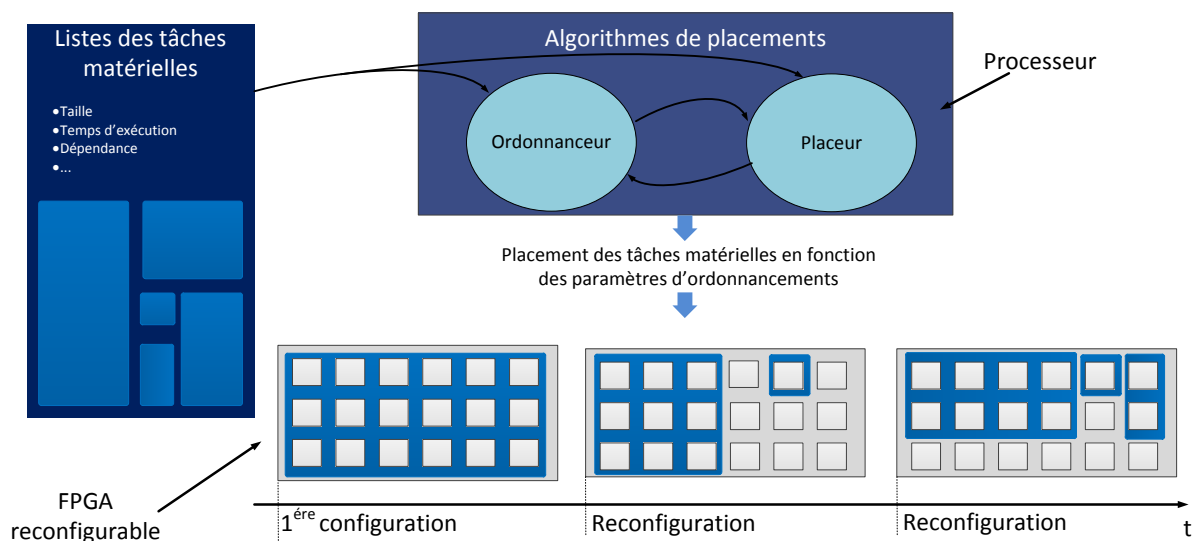 Listes des tâches
matérielles
•Taille
•Temps d'exécution
•Dépendance
•...
Algorithmes de placements
Ordonnanceur
Placeur
Processeur
Placement des tâches matérielles en fonction
des paramètres d'ordonnancements
FPGA
reconfigurable
1ére configuration
Reconfiguration
Reconfiguration
t